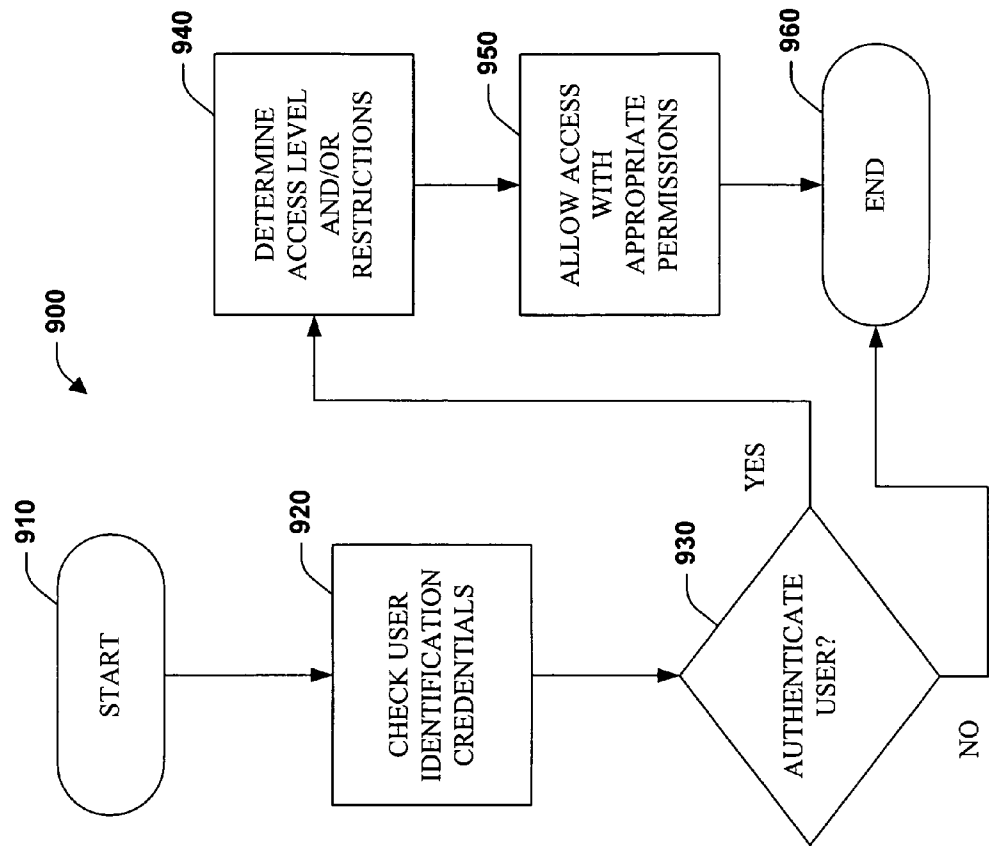 900
910
START
920
CHECK USER
IDENTIFICATION
CREDENTIALS
930
AUTHENTICATE
USER?
YES
NO
940
DETERMINE
ACCESS LEVEL
AND/OR
RESTRICTIONS
950
ALLOW ACCESS
WITH
APPROPRIATE
PERMISSIONS
960
END